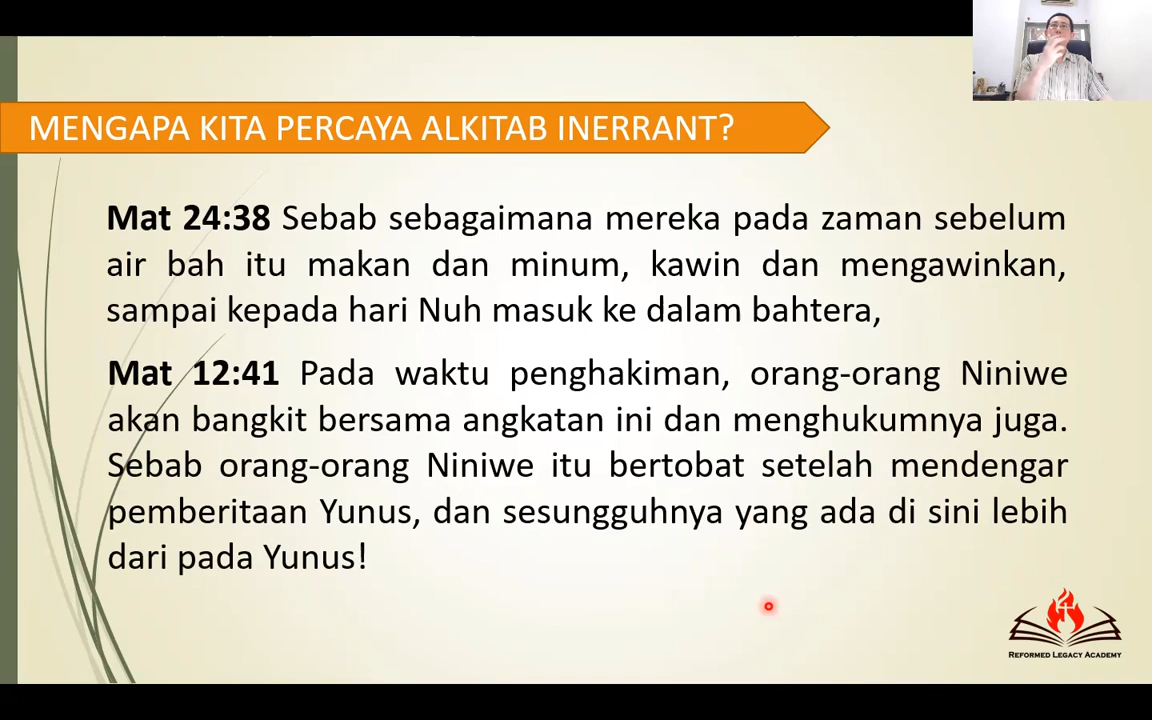 MENGAPA KITA PERCAYA ALKITAB INERRANT?
Mat 24:38 Sebab sebagaimana mereka pada zaman sebelum
air bah itu makan dan minum, kawin dan mengawinkan,
sampai kepada hari Nuh masuk ke dalam bahtera,
Mat 12:41 Pada waktu penghakiman, orang-orang Niniwe
akan bangkit bersama angkatan ini dan menghukumnya juga.
Sebab orang-orang Niniwe itu bertobat setelah mendengar
pemberitaan Yunus, dan sesungguhnya yang ada di sini lebih
dari pada Yunus!
REFORMED LEGACY ACADEMY